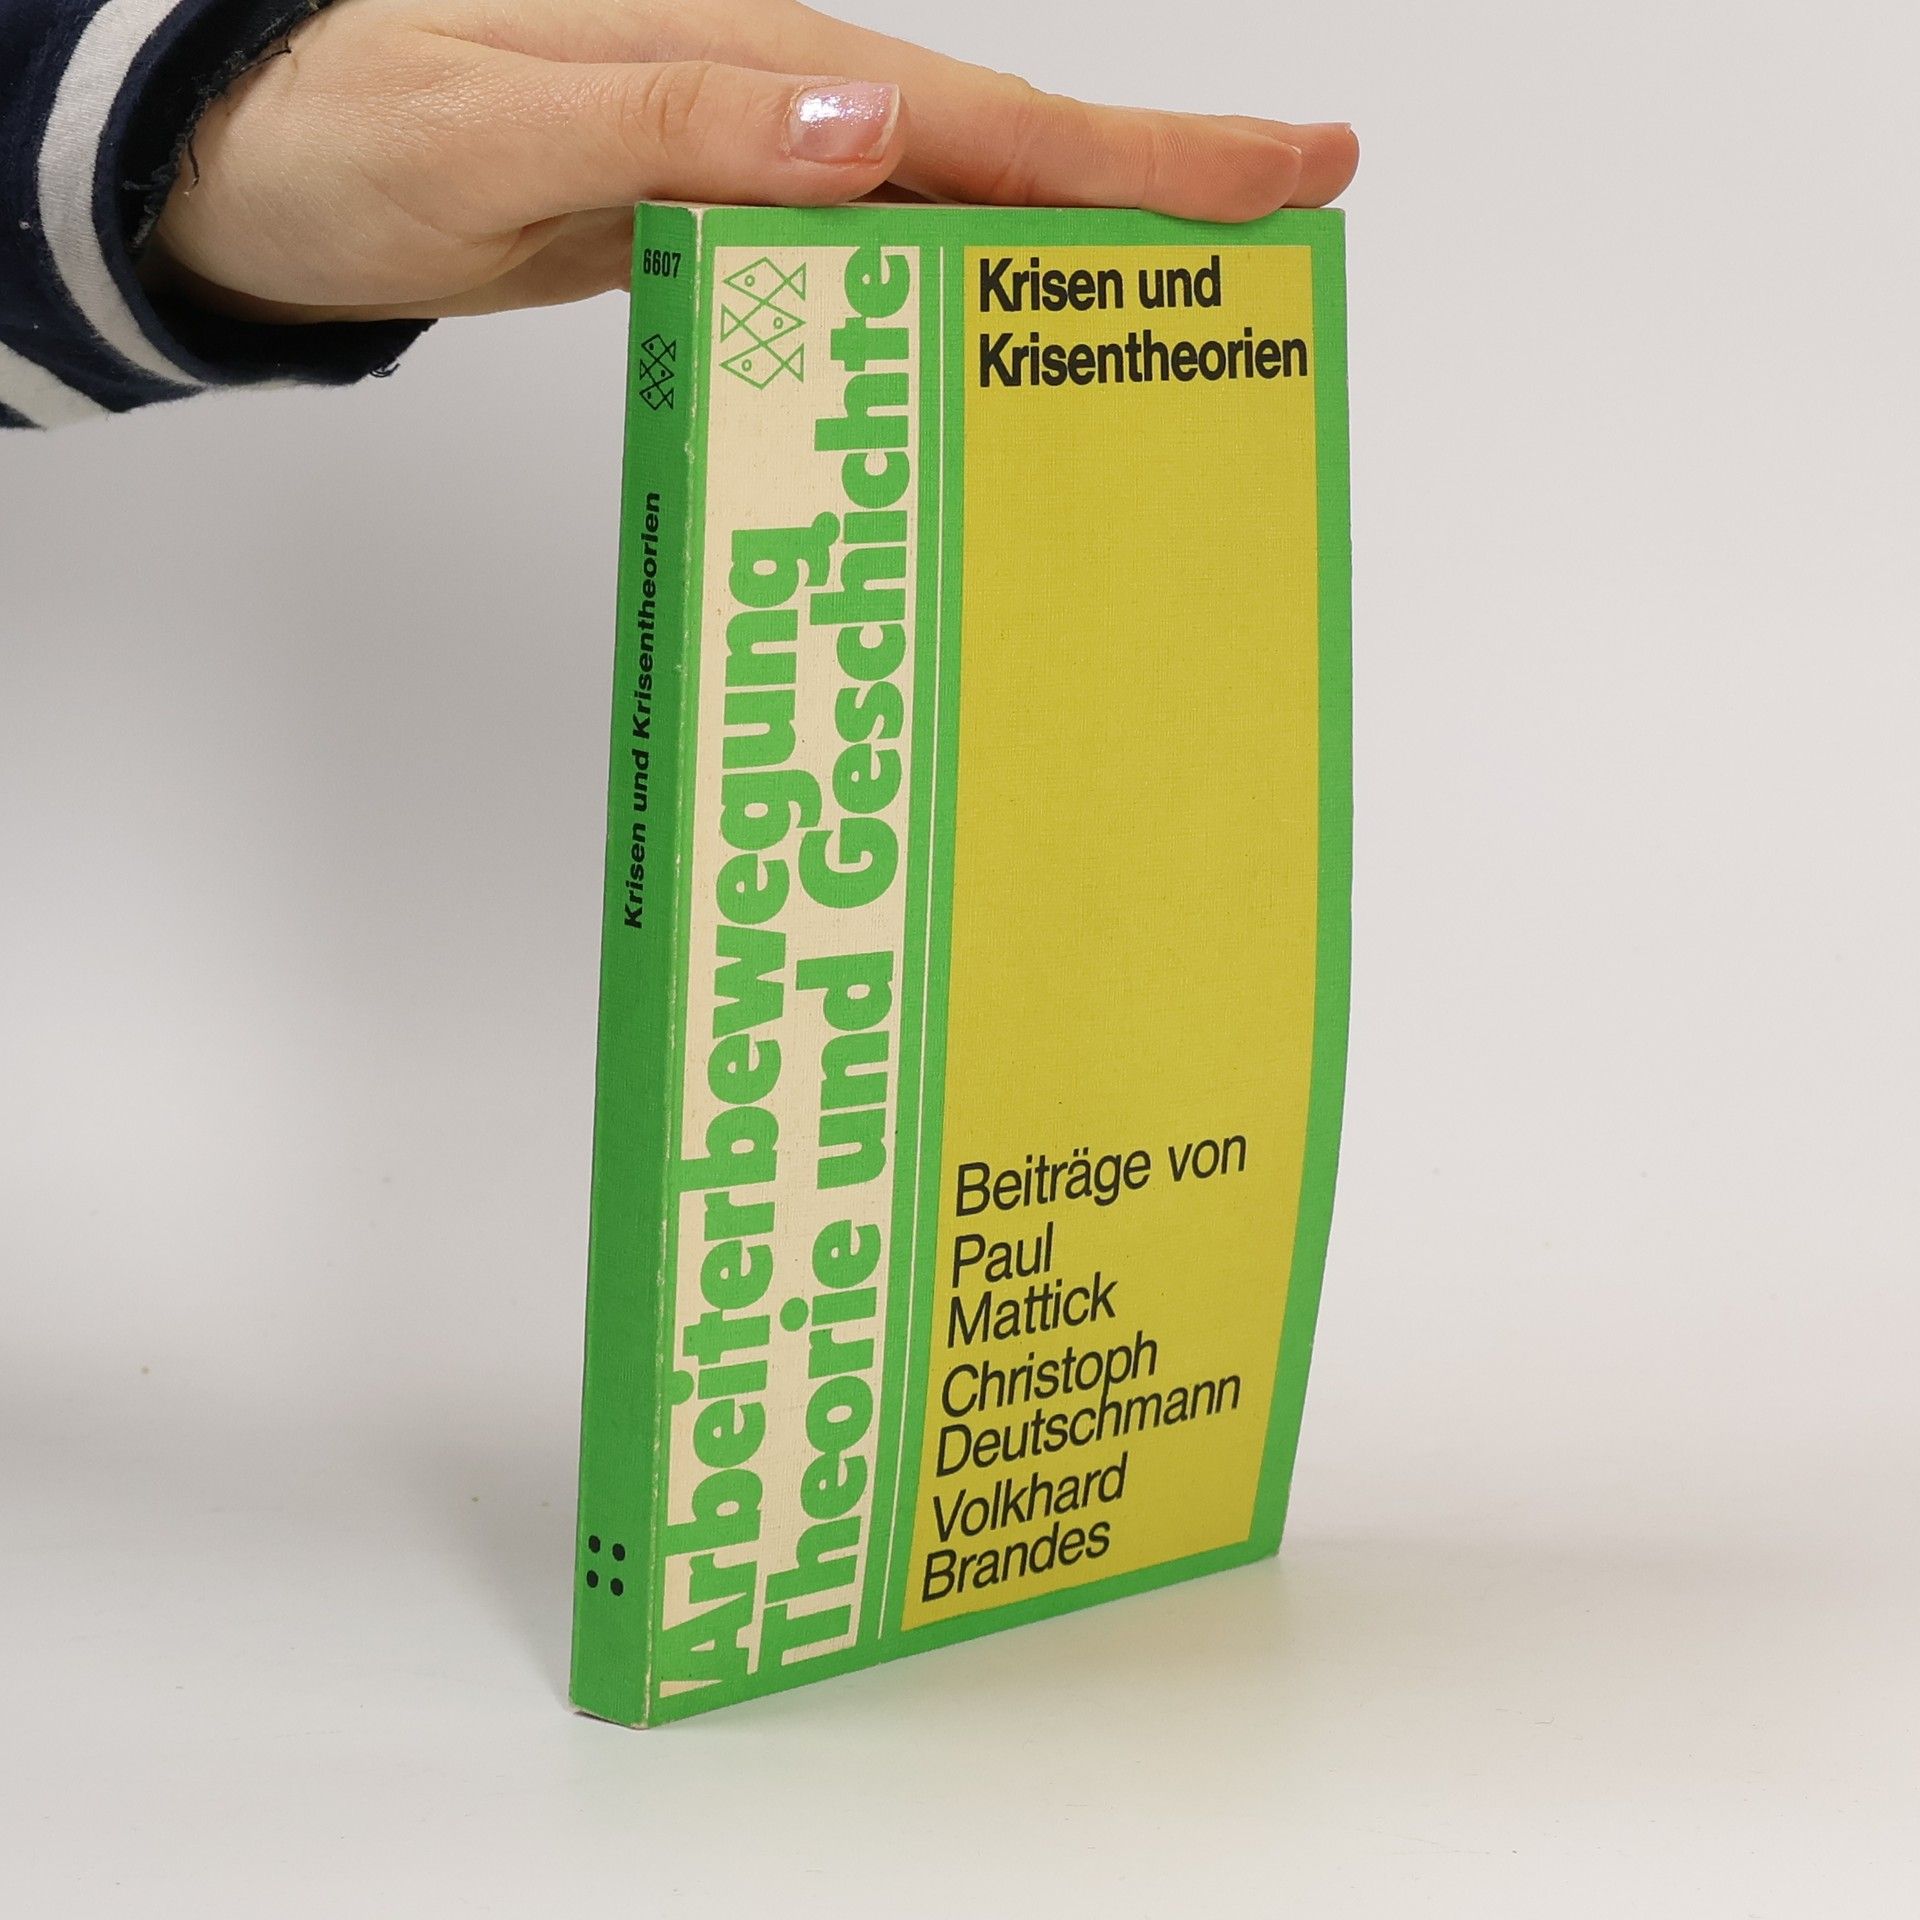 6607
Krisen und Krisentheorien
Arbeiterbewegung
Theorie und Geschichte
Krisen und
Krisentheorien
Beiträge von
Paul
Mattick
Christoph
Deutschmann
Volkhard
Brandes